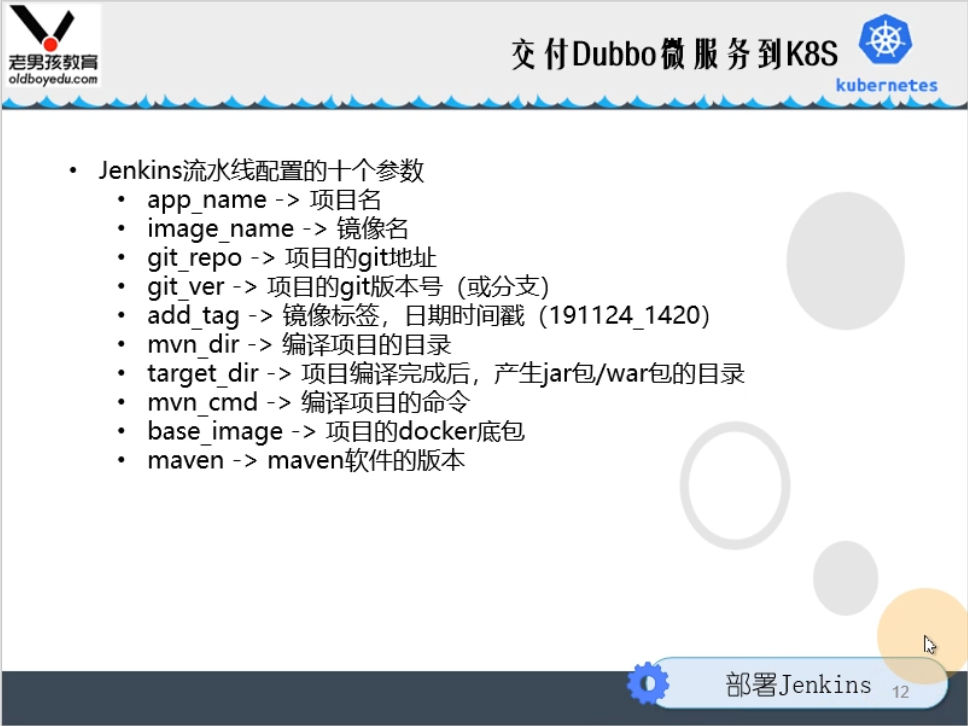 老男孩教育
oldboyedu.com
交付Dubbo微服务到K8S
kubernetes
• Jenkins流水线配置的十个参数
• app_name -> 项目名
• image_name -> 镜像名
• git_repo -> 项目的git地址
• git_ver -> 项目的git版本号（或分支）
• add_tag -> 镜像标签，日期时间戳（191124_1420）
• mvn_dir -> 编译项目的目录
• target_dir -> 项目编译完成后，产生jar包/war包的目录
• mvn_cmd -> 编译项目的命令
• base_image -> 项目的docker底包
• maven -> maven软件的版本
部署Jenkins
12